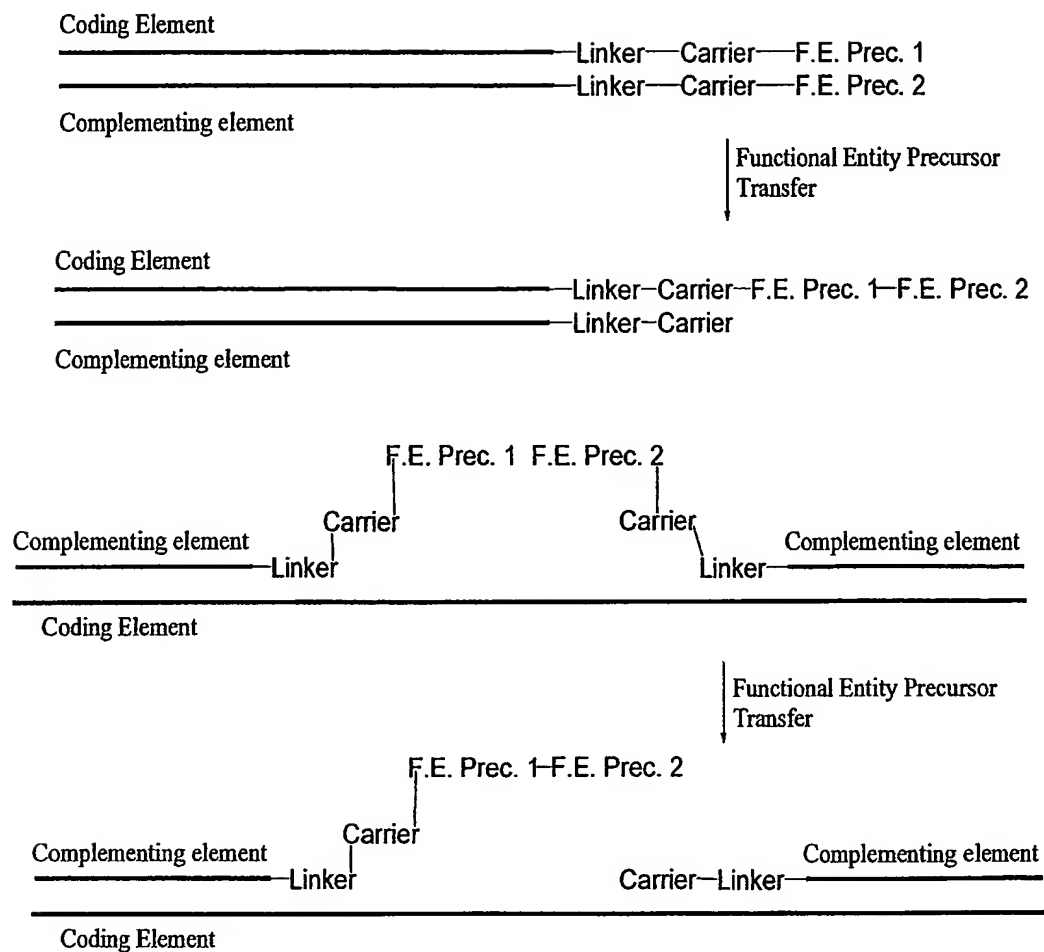 Coding Element
Linker—Carrier—F.E. Prec. 1
Linker—Carrier—F.E. Prec. 2
Complementing element
Functional Entity Precursor
Transfer
Coding Element
Linker–Carrier–F.E. Prec. 1–F.E. Prec. 2
Linker–Carrier
Complementing element
F.E. Prec. 1 F.E. Prec. 2
Carrier Carrier
Complementing element Complementing element
Linker Linker
Coding Element
Functional Entity Precursor
Transfer
F.E. Prec. 1–F.E. Prec. 2
Carrier
Complementing element Complementing element
Linker Carrier–Linker
Coding Element